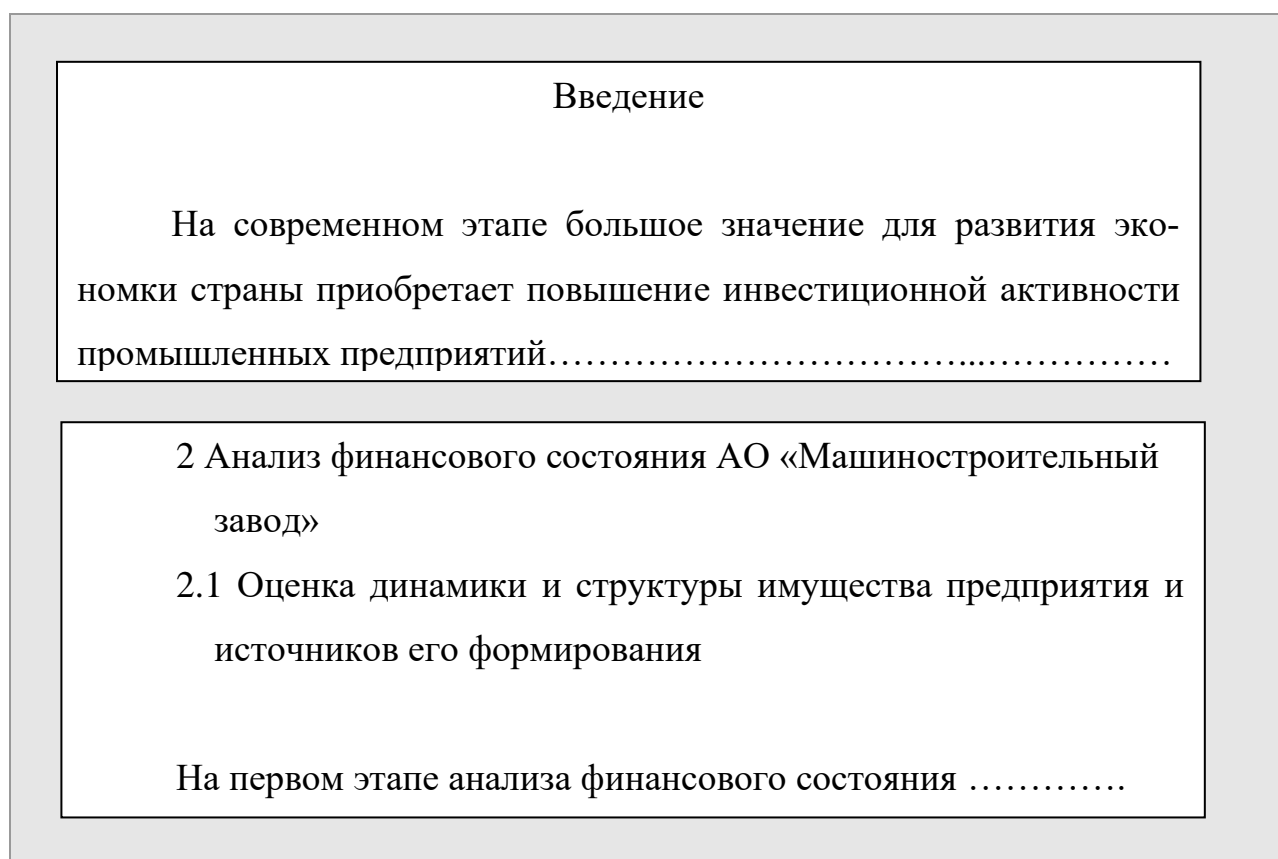 Введение
На современном этапе большое значение для развития эко-
номки страны приобретает повышение инвестиционной активности
промышленных предприятий……………………………...……………
2 Анализ финансового состояния АО «Машиностроительный
завод»
2.1 Оценка динамики и структуры имущества предприятия и
источников его формирования
На первом этапе анализа финансового состояния ………….